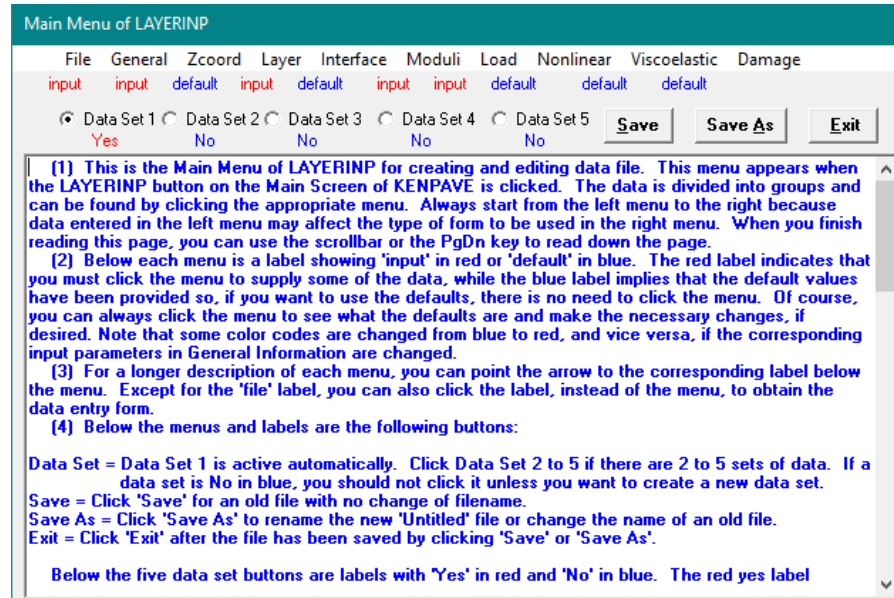 Main Menu of LAYERINP
File General Zcoord Layer Interface Moduli Load Nonlinear Viscoelastic Damage
input input default input default input input default default default
Data Set 1 Data Set 2 Data Set 3 Data Set 4 Data Set 5 Save Save As Exit
Yes No No No No
(1) This is the Main Menu of LAYERINP for creating and editing data file. This menu appears when
the LAYERINP button on the Main Screen of KENPAVE is clicked. The data is divided into groups and
can be found by clicking the appropriate menu. Always start from the left menu to the right because
data entered in the left menu may affect the type of form to be used in the right menu. When you finish
reading this page, you can use the scrollbar or the PgDn key to read down the page.
(2) Below each menu is a label showing 'input' in red or 'default' in blue. The red label indicates that
you must click the menu to supply some of the data, while the blue label implies that the default values
have been provided so, if you want to use the defaults, there is no need to click the menu. Of course,
you can always click the menu to see what the defaults are and make the necessary changes, if
desired. Note that some color codes are changed from blue to red, and vice versa, if the corresponding
input parameters in General Information are changed.
(3) For a longer description of each menu, you can point the arrow to the corresponding label below
the menu. Except for the 'file' label, you can also click the label, instead of the menu, to obtain the
data entry form.
(4) Below the menus and labels are the following buttons:
Data Set = Data Set 1 is active automatically. Click Data Set 2 to 5 if there are 2 to 5 sets of data. If a
data set is No in blue, you should not click it unless you want to create a new data set.
Save = Click 'Save' for an old file with no change of filename.
Save As = Click 'Save As' to rename the new 'Untitled' file or change the name of an old file.
Exit = Click 'Exit' after the file has been saved by clicking 'Save' or 'Save As'.
Below the five data set buttons are labels with 'Yes' in red and 'No' in blue. The red yes label